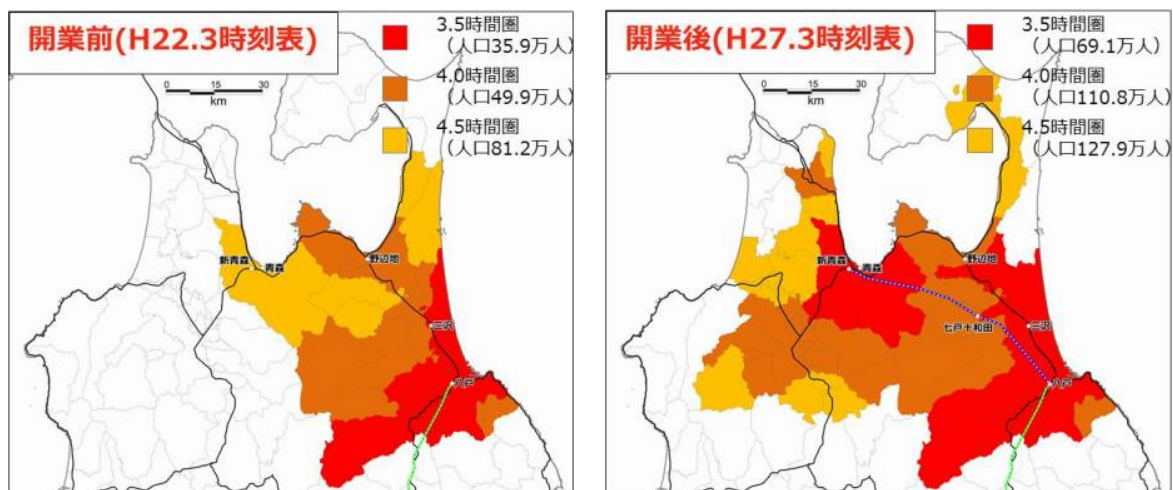 開業前(H22.3時刻表)
3.5時間圏
(人口35.9万人)
4.0時間圏
(人口49.9万人)
4.5時間圏
(人口81.2万人)
0 15 30
km
新青森
青森
野辺地
三沢
八戸
開業後(H27.3時刻表)
3.5時間圏
(人口69.1万人)
4.0時間圏
(人口110.8万人)
4.5時間圏
(人口127.9万人)
0 15 30
km
新青森
青森
野辺地
七戸十和田
三沢
八戸